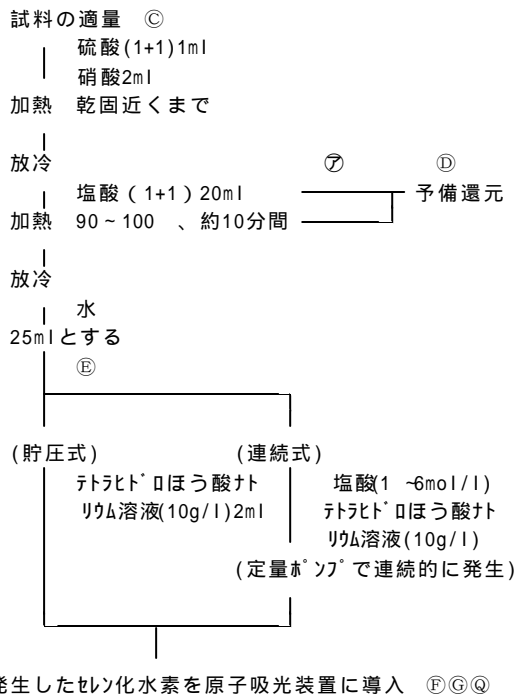 試料の適量 Ⓒ
硫酸(1+1)1ml
硝酸2ml
加熱 乾固近くまで
放冷 ㋐ Ⓓ
塩酸(1+1)20ml 予備還元
加熱 90~100 、約10分間
放冷
水
25mlとする
Ⓔ
(貯圧式) (連続式)
ﾃﾄﾗﾋﾄﾞﾛほう酸ﾅﾄ 塩酸(1 ~6mol/l)
ﾘｳﾑ溶液(10g/l)2ml ﾃﾄﾗﾋﾄﾞﾛほう酸ﾅﾄ
ﾘｳﾑ溶液(10g/l)
(定量ﾎﾟﾝﾌﾟで連続的に発生)
発生したｾﾚﾝ化水素を原子吸光装置に導入 ⒻⒼⓆ